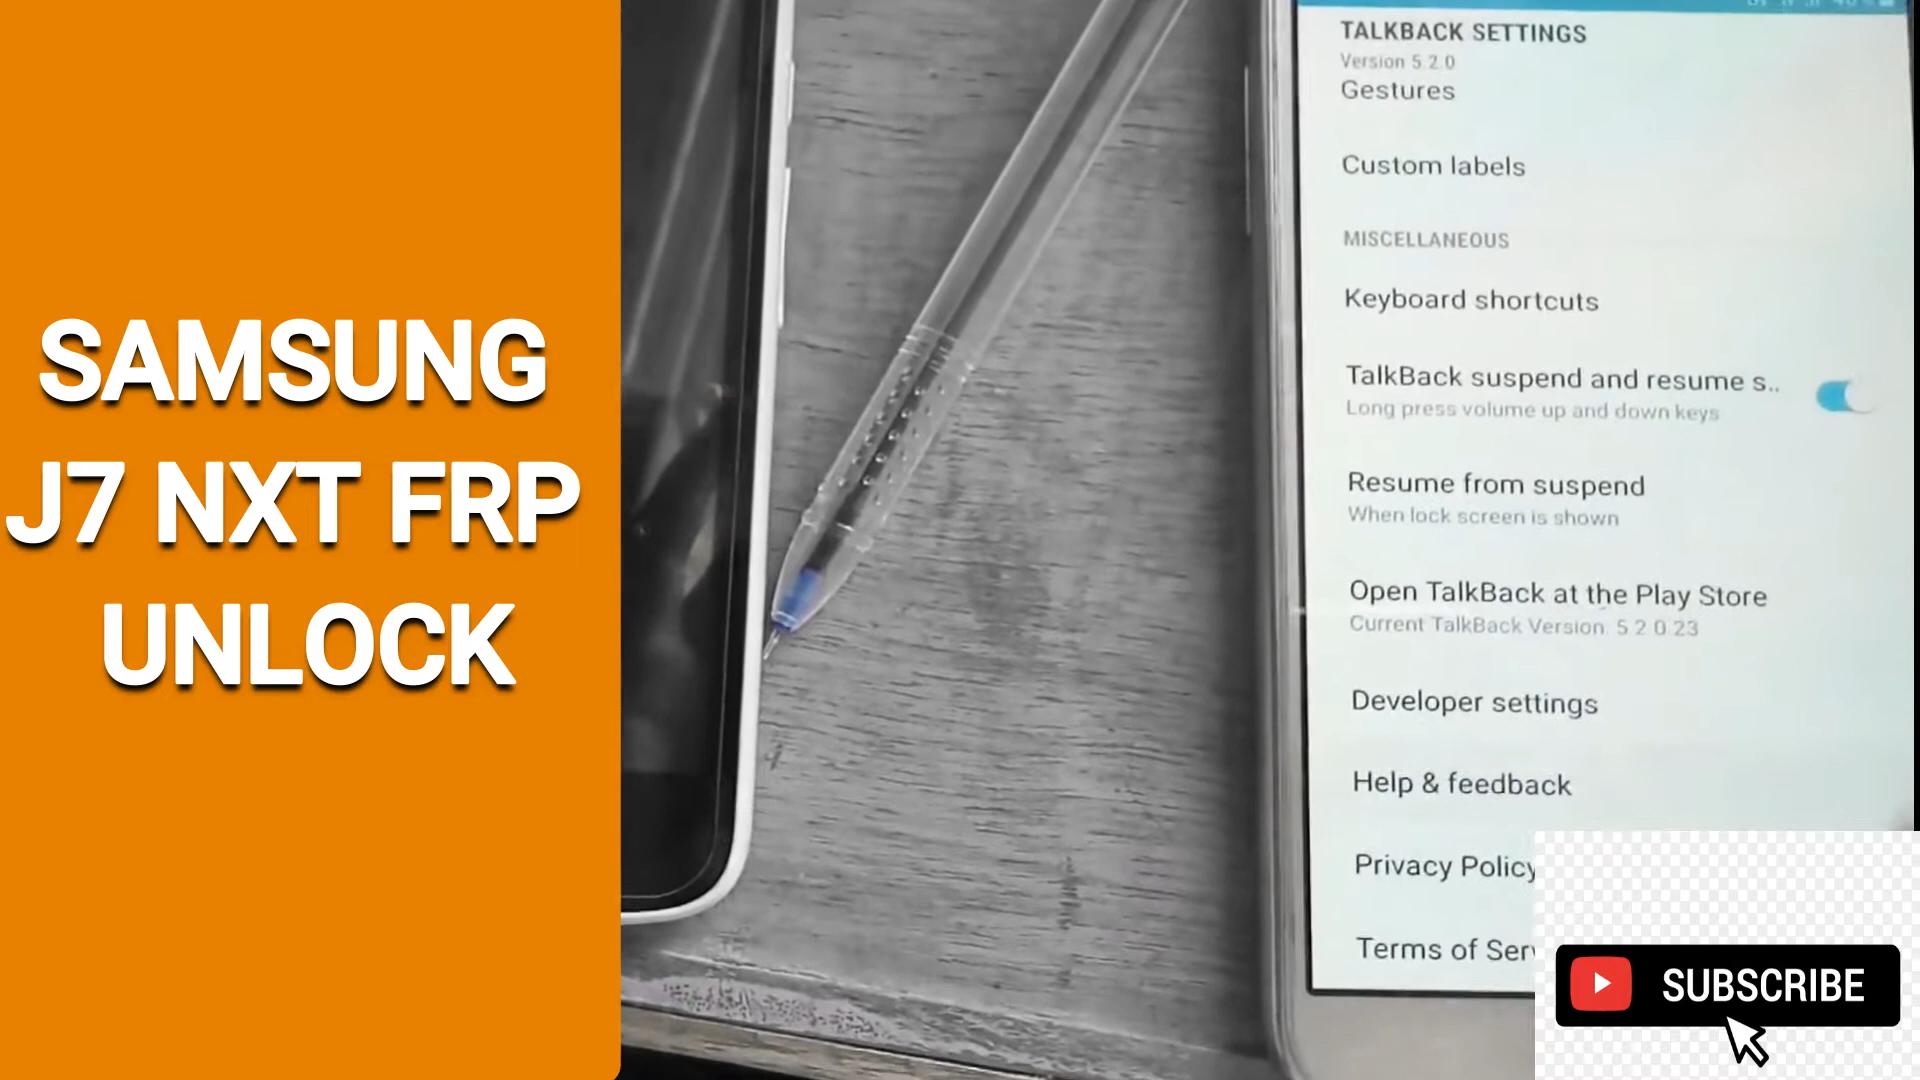 SAMSUNG
J7 NXT FRP
UNLOCK
TALKBACK SETTINGS
Version 5.2.0
Gestures
Custom labels
MISCELLANEOUS
Keyboard shortcuts
TalkBack suspend and resume s..
Long press volume up and down keys
Resume from suspend
When lock screen is shown
Open TalkBack at the Play Store
Current TalkBack Version: 5.2.0.23
Developer settings
Help & feedback
Privacy Policy
Terms of Ser
SUBSCRIBE